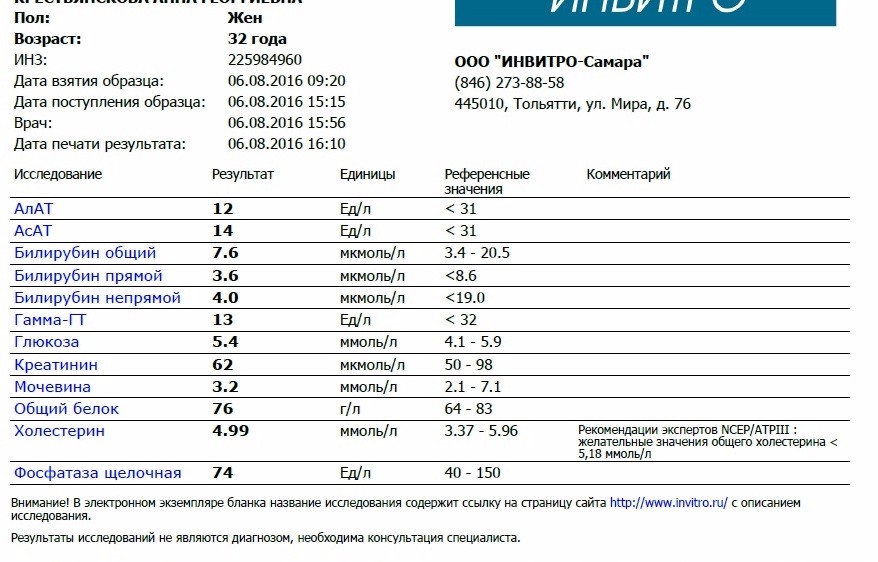 Пол: Жен
Возраст: 32 года
ИНЗ: 225984960
Дата взятия образца: 06.08.2016 09:20
Дата поступления образца: 06.08.2016 15:15
Врач: 06.08.2016 15:56
Дата печати результата: 06.08.2016 16:10
ИНВИТРО
ООО "ИНВИТРО-Самара"
(846) 273-88-58
445010, Тольятти, ул. Мира, д. 76
Исследование Результат Единицы Референсные Комментарий
значения
АлАТ 12 Ед/л < 31
АсАТ 14 Ед/л < 31
Билирубин общий 7.6 мкмоль/л 3.4 - 20.5
Билирубин прямой 3.6 мкмоль/л <8.6
Билирубин непрямой 4.0 мкмоль/л <19.0
Гамма-ГТ 13 Ед/л < 32
Глюкоза 5.4 ммоль/л 4.1 - 5.9
Креатинин 62 мкмоль/л 50 - 98
Мочевина 3.2 ммоль/л 2.1 - 7.1
Общий белок 76 г/л 64 - 83
Холестерин 4.99 ммоль/л 3.37 - 5.96 Рекомендации экспертов NCEP/ATPIII :
желательные значения общего холестерина <
5,18 ммоль/л
Фосфатаза щелочная 74 Ед/л 40 - 150
Внимание! В электронном экземпляре бланка название исследования содержит ссылку на страницу сайта http://www.invitro.ru/ с описанием
исследования.
Результаты исследований не являются диагнозом, необходима консультация специалиста.